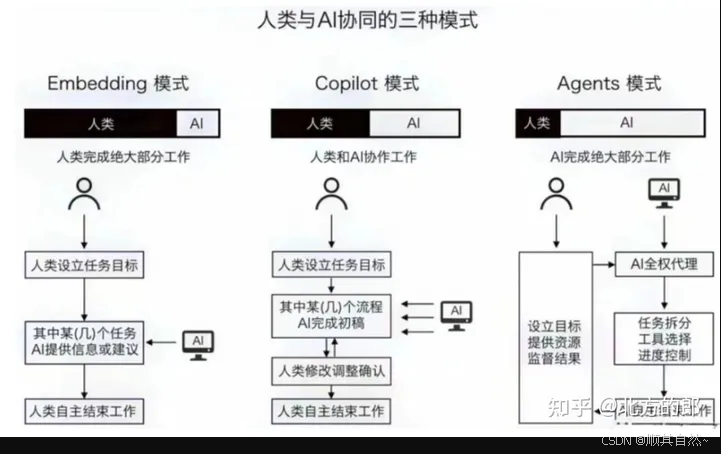 人类与AI协同的三种模式
Embedding 模式
人类
AI
人类完成绝大部分工作
人类设立任务目标
其中某(几)个任务
AI提供信息或建议
AI
人类自主结束工作
Copilot 模式
人类
AI
人类和AI协作工作
人类设立任务目标
其中某(几)个流程
AI完成初稿
AI
人类修改调整确认
人类自主结束工作
Agents 模式
人类
AI
AI完成绝大部分工作
AI
设立目标
提供资源
监督结果
AI全权代理
任务拆分
工具选择
进度控制
结束工作
知乎 @北方的郎
CSDN @顺其自然~